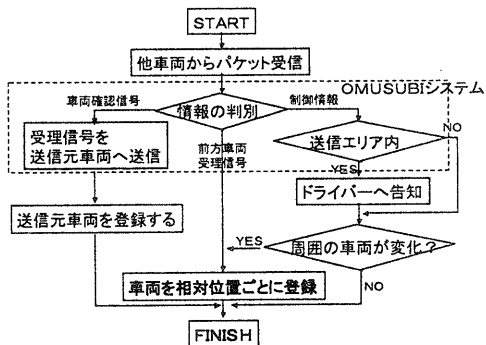 START
他車両からパケット受信
OMUSUBIシステム
車両確認信号
情報の判別
制御情報
受理信号を
送信元車両へ送信
前方車両
受理信号
送信エリア内
NO
YES
ドライバーへ告知
送信元車両を登録する
YES
周囲の車両が変化？
車両を相対位置ごとに登録
NO
FINISH